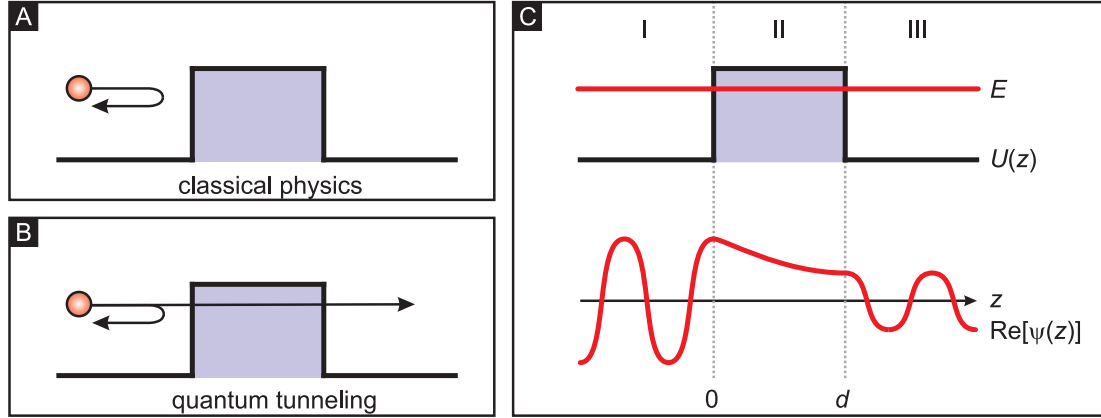 A
classical physics
B
quantum tunneling
C
I II III
E
U(z)
z
Re[ψ(z)]
0 d